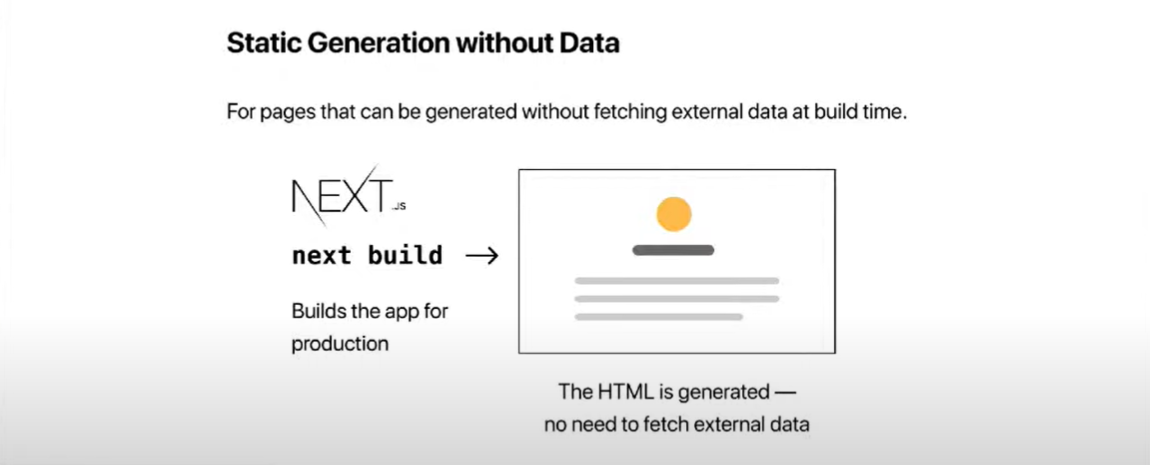 Static Generation without Data
For pages that can be generated without fetching external data at build time.
NEXT.JS
next build →
Builds the app for
production
The HTML is generated —
no need to fetch external data